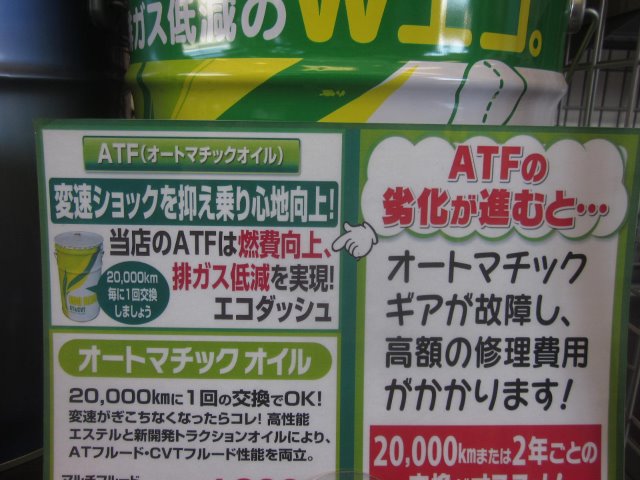 排ガス低減のWエコ。
ATF(オートマチックオイル)
変速ショックを抑え乗り心地向上!
当店のATFは燃費向上、
排ガス低減を実現!
エコダッシュ
20,000km
毎に1回交換
しましょう
オートマチック オイル
20,000kmに1回の交換でOK!
変速がぎこちなくなったらコレ! 高性能
エステルと新開発トラクションオイルにより、
ATフルード・CVTフルード性能を両立。
マルチフルード
ATFの
劣化が進むと…
オートマチック
ギアが故障し、
高額の修理費用
がかかります!
20,000kmまたは2年ごとの